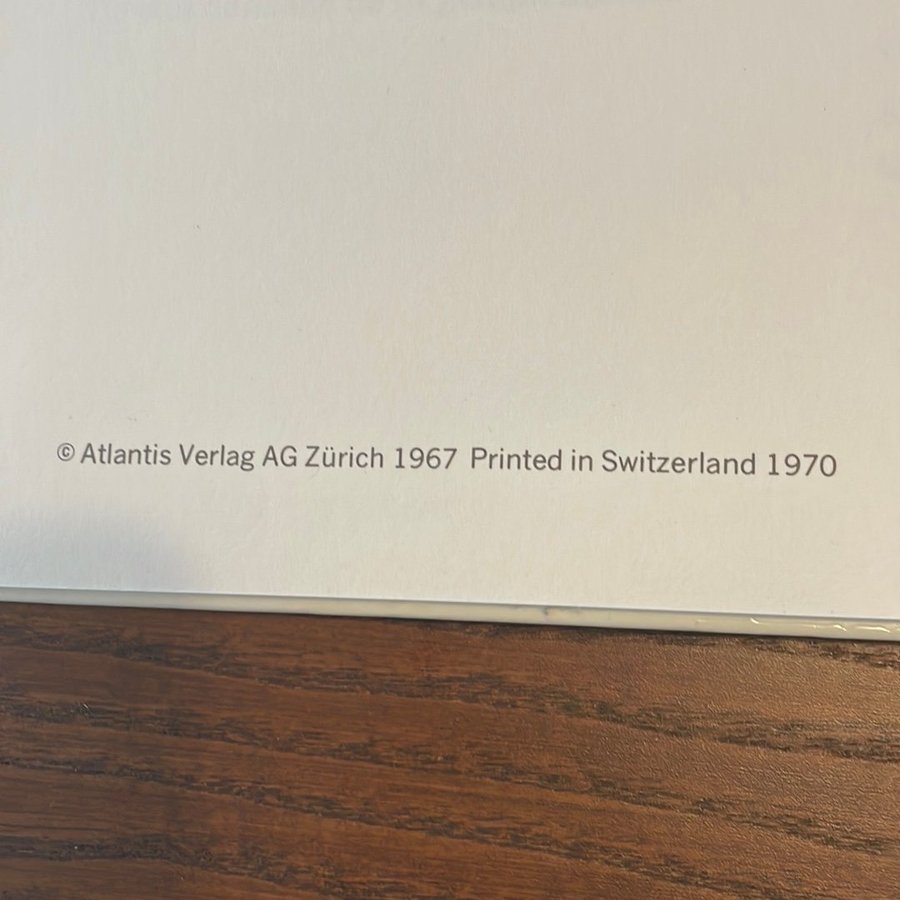 © Atlantis Verlag AG Zürich 1967 Printed in Switzerland 1970